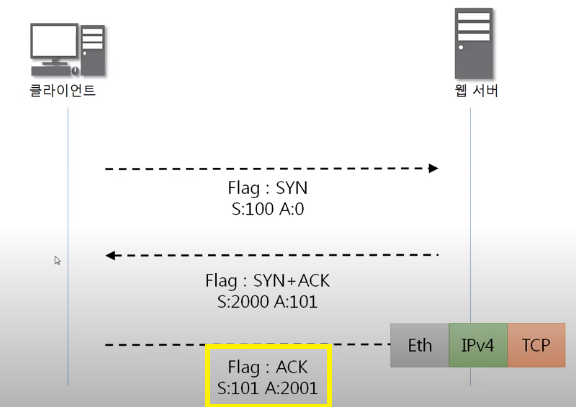 클라이언트
웹 서버
Flag : SYN
S:100 A:0
Flag : SYN+ACK
S:2000 A:101
Eth IPv4 TCP
Flag : ACK
S:101 A:2001